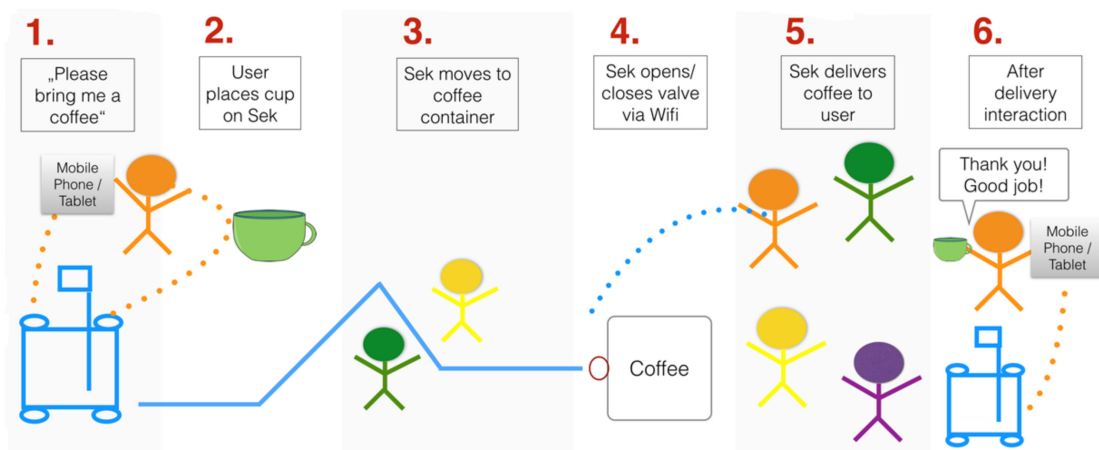 1.
„Please
bring me a
coffee“
Mobile
Phone /
Tablet
2.
User
places cup
on Sek
3.
Sek moves to
coffee
container
4.
Sek opens/
closes valve
via Wifi
Coffee
5.
Sek delivers
coffee to
user
6.
After
delivery
interaction
Thank you!
Good job!
Mobile
Phone /
Tablet